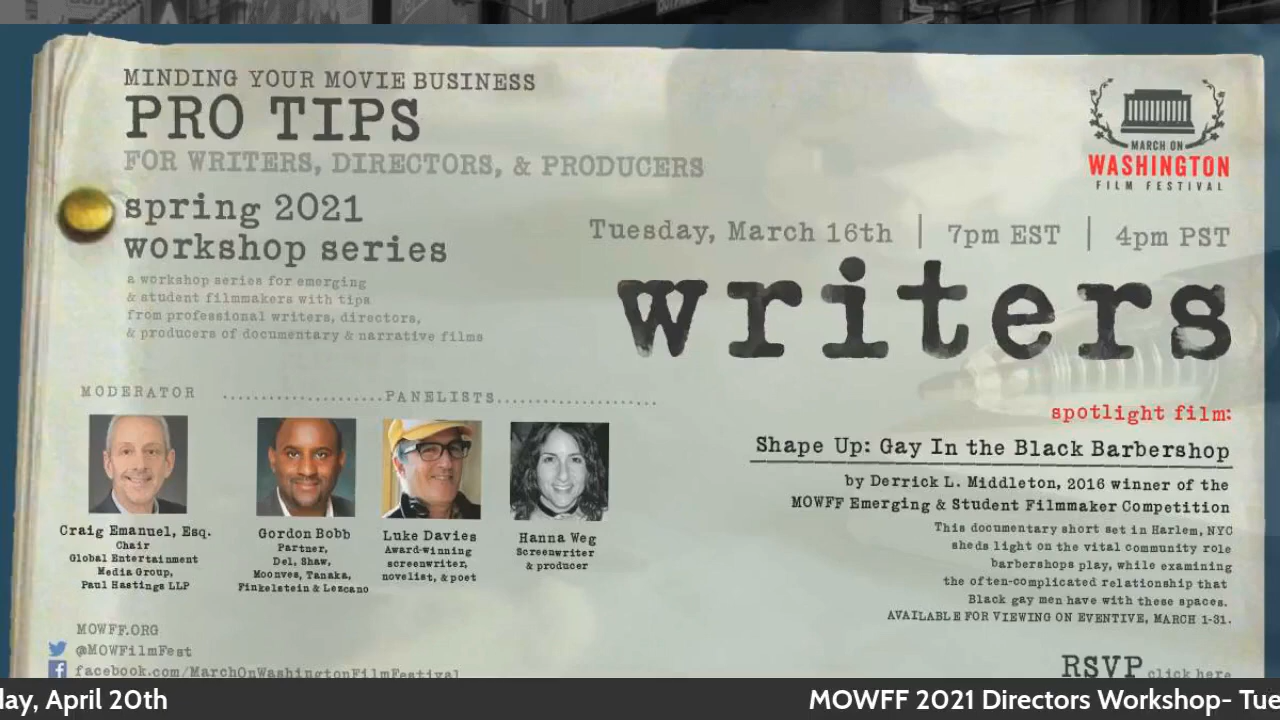 MINDING YOUR MOVIE BUSINESS
PRO TIPS
FOR WRITERS, DIRECTORS, & PRODUCERS
spring 2021
workshop series
a workshop series for emerging
& student filmmakers with tips
from professional writers, directors,
& producers of documentary & narrative films
MARCH ON
WASHINGTON
FILM FESTIVAL
Tuesday, March 16th | 7pm EST | 4pm PST
writers
MODERATOR
....................PANELISTS.....................
Craig Emanuel, Esq.
Chair
Global Entertainment
Media Group,
Paul Hastings LLP
Gordon Bobb
Partner,
Del, Shaw,
Moonves, Tanaka,
Finkelstein & Lezcano
Luke Davies
Award-winning
screenwriter,
novelist, & poet
Hanna Weg
Screenwriter
& producer
spotlight film:
Shape Up: Gay In the Black Barbershop
by Derrick L. Middleton, 2016 winner of the
MOWFF Emerging & Student Filmmaker Competition
This documentary short set in Harlem, NYC
sheds light on the vital community role
barbershops play, while examining
the often-complicated relationship that
Black gay men have with these spaces.
AVAILABLE FOR VIEWING ON EVENTIVE, MARCH 1-31.
MOWFF.ORG
@MOWFilmFest
facebook.com/MarchOnWashingtonFilmFestival
RSVP click here
lay, April 20th
MOWFF 2021 Directors Workshop- Tue